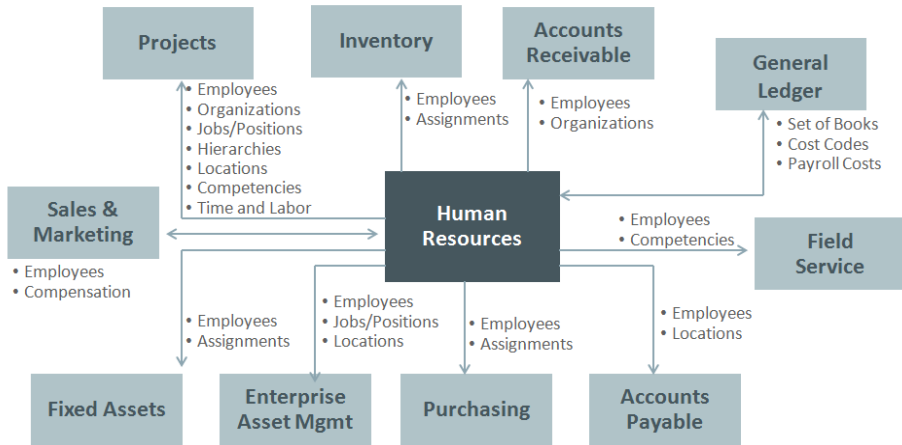 Projects
Inventory
Accounts
Receivable
General
Ledger
• Employees
• Organizations
• Jobs/Positions
• Hierarchies
• Locations
• Competencies
• Time and Labor
• Employees
• Assignments
• Employees
• Organizations
• Set of Books
• Cost Codes
• Payroll Costs
Sales &
Marketing
• Employees
• Compensation
Human
Resources
• Employees
• Competencies
Field
Service
• Employees
• Assignments
• Employees
• Jobs/Positions
• Locations
• Employees
• Assignments
• Employees
• Locations
Fixed Assets
Enterprise
Asset Mgmt
Purchasing
Accounts
Payable